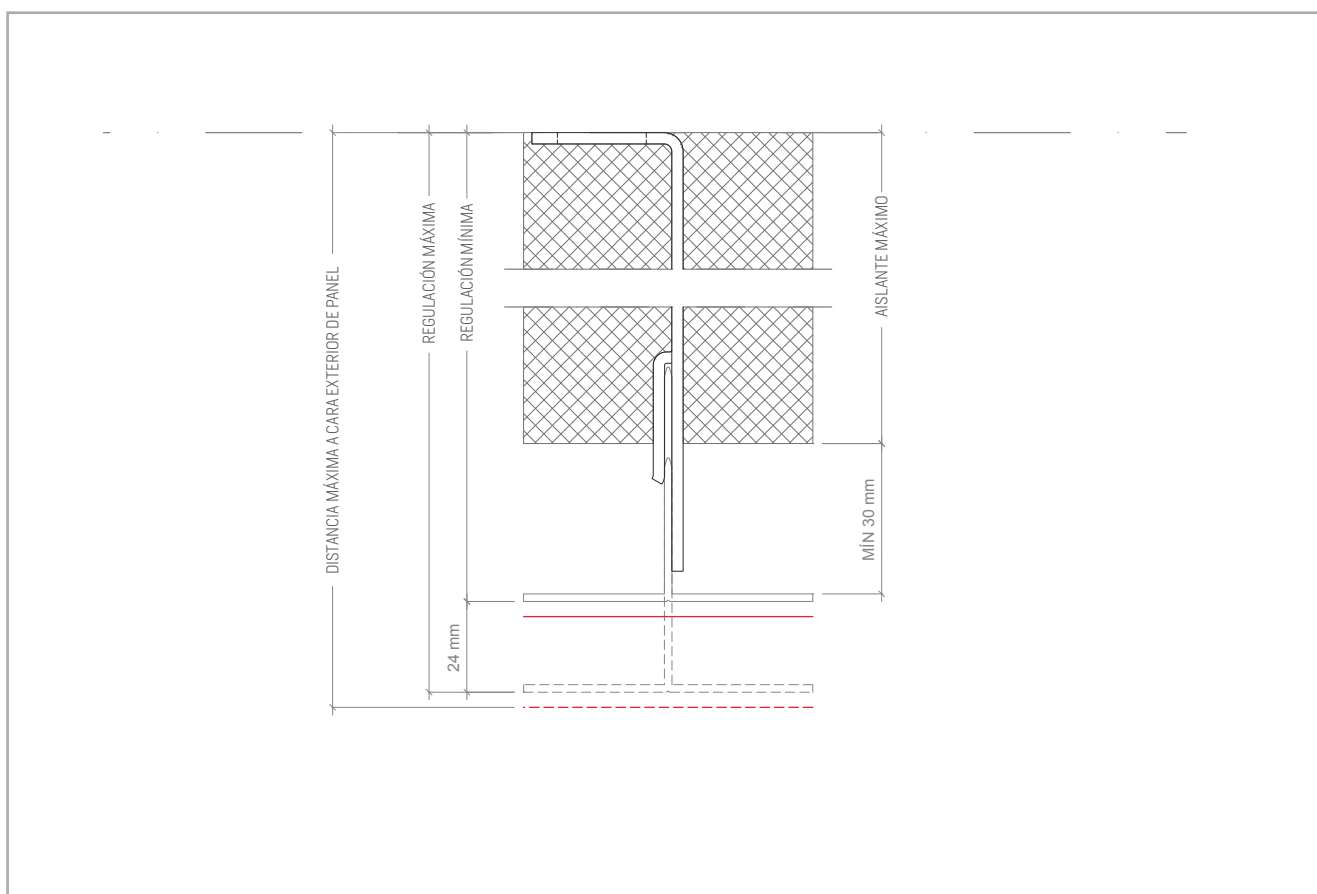 DISTANCIA MÁXIMA A CARA EXTERIOR DE PANEL
REGULACIÓN MÁXIMA
REGULACIÓN MÍNIMA
24 mm
AISLANTE MÁXIMO
MÍN 30 mm